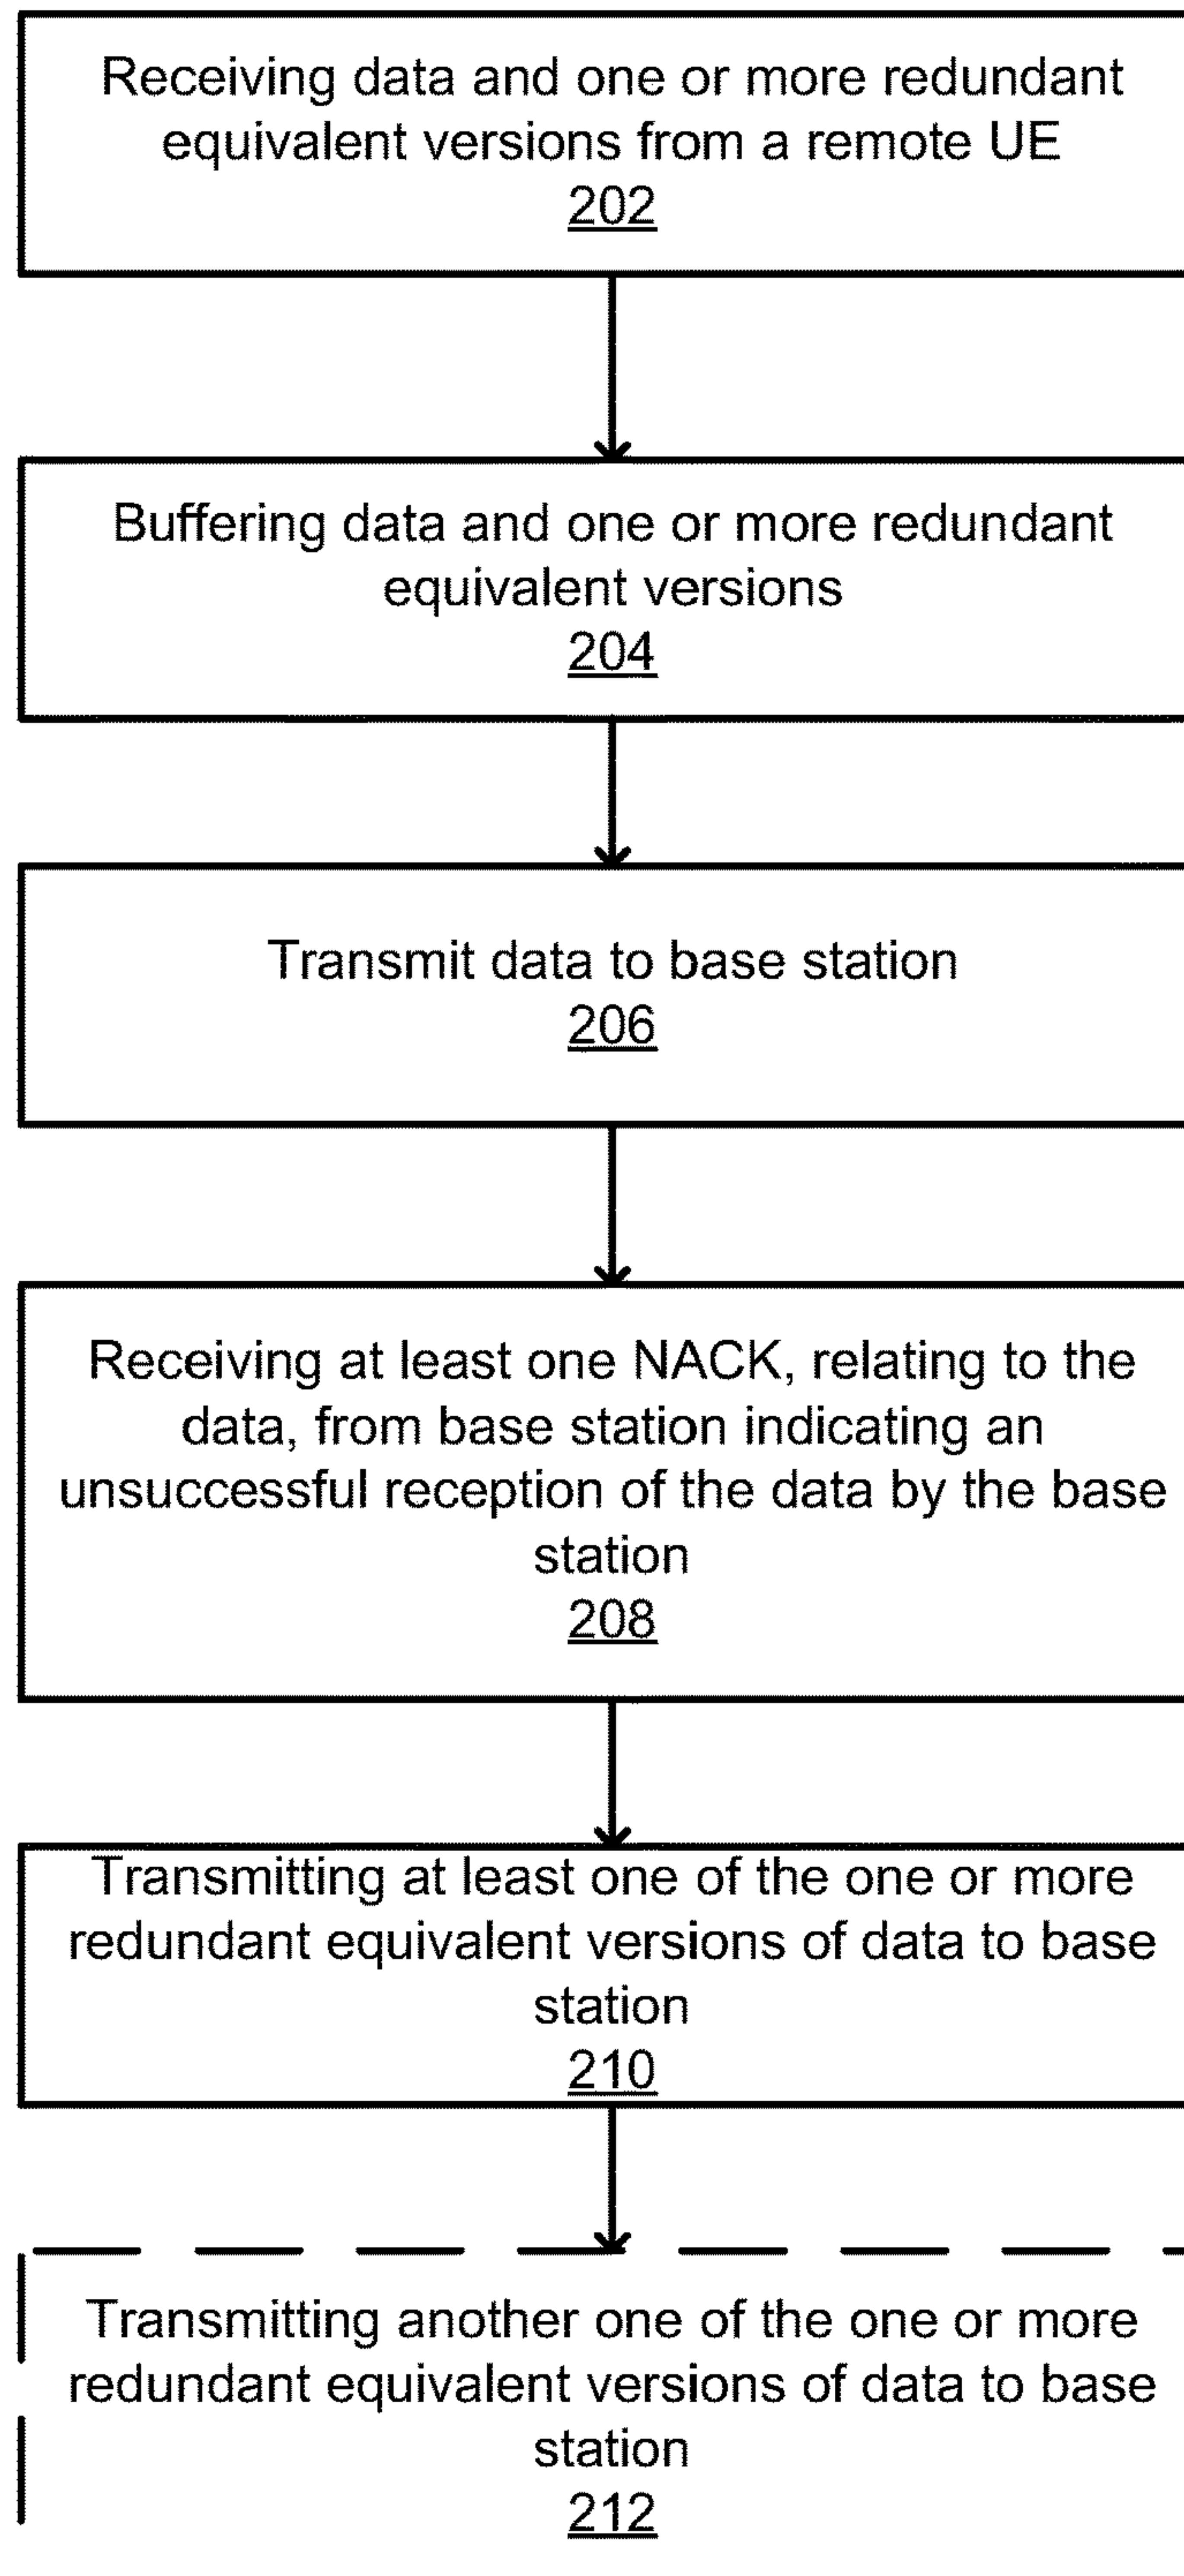 Receiving data and one or more redundant
equivalent versions from a remote UE
202
Buffering data and one or more redundant
equivalent versions
204
Transmit data to base station
206
Receiving at least one NACK, relating to the
data, from base station indicating an
unsuccessful reception of the data by the base
station
208
Transmitting at least one of the one or more
redundant equivalent versions of data to base
station
210
Transmitting another one of the one or more
redundant equivalent versions of data to base
station
212